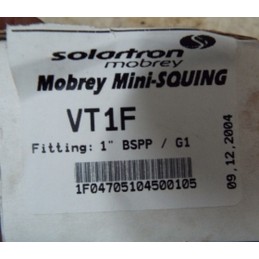 solartron
mobrey
Mobrey Mini-SQUING
VT1F
Fitting: 1" BSPP / G1
1F04705104500105
09,12,2004